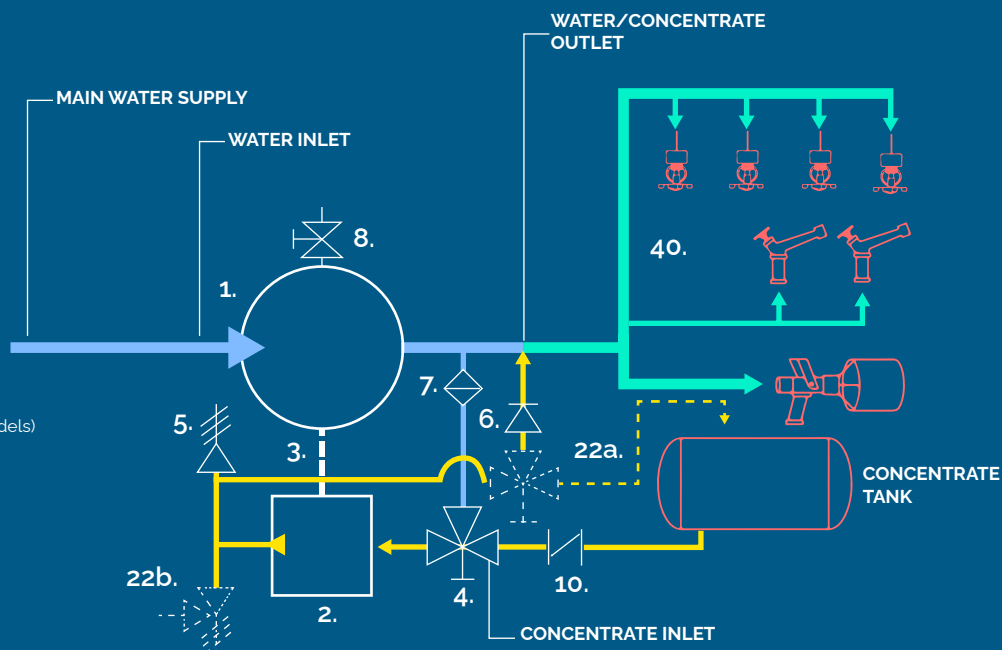 WATER/CONCENTRATE
OUTLET
MAIN WATER SUPPLY
WATER INLET
8.
40.
1.
7.
6.
5.
dels)
3.
22a.
CONCENTRATE
TANK
22b.
10.
4.
2.
CONCENTRATE INLET